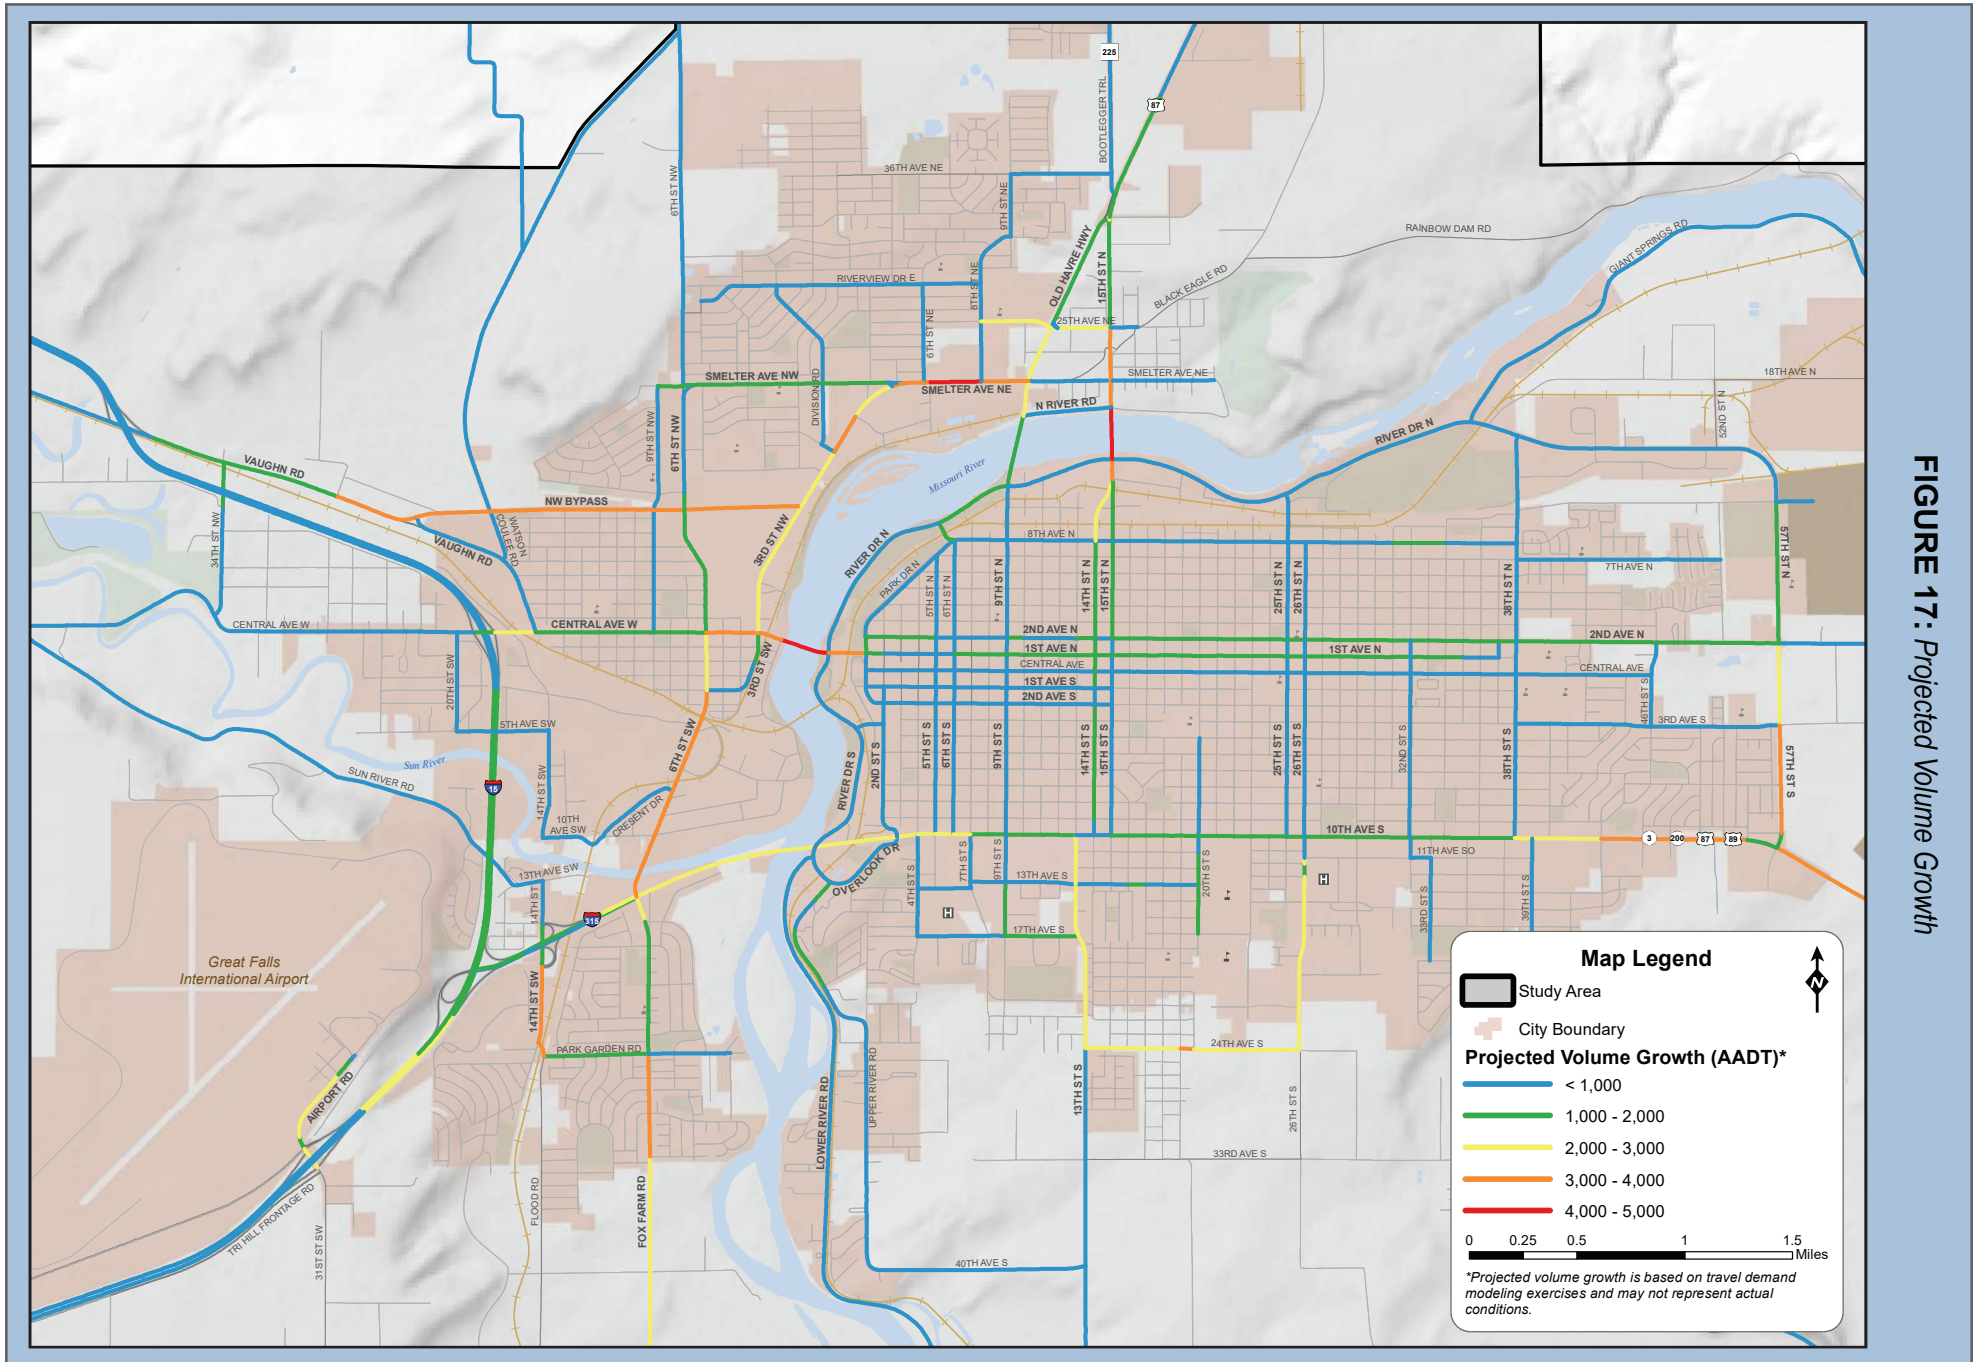 FIGURE 17: Projected Volume Growth
225
87
BOOTLEGGER TRL
36TH AVE NE
6TH ST NW
9TH ST NE
RAINBOW DAM RD
GIANT SPRINGS RD
OLD HAVRE HWY
15TH ST N
BLACK EAGLE RD
RIVERVIEW DR E
8TH ST NE
6TH ST NE
25TH AVE NE
SMELTER AVE NW
SMELTER AVE NE
SMELTER AVE NE
DIVISION RD
N RIVER RD
18TH AVE N
52ND ST N
RIVER DR N
9TH ST NW
6TH ST NW
VAUGHN RD
Missouri River
NW BYPASS
WATSON
COULEE RD
34TH ST NW
VAUGHN RD
3RD ST NW
RIVER DR N
8TH AVE N
57TH ST N
7TH AVE N
PARK DR N
5TH ST N
6TH ST N
9TH ST N
14TH ST N
15TH ST N
25TH ST N
26TH ST N
38TH ST N
CENTRAL AVE W
CENTRAL AVE W
2ND AVE N
2ND AVE N
1ST AVE N
1ST AVE N
CENTRAL AVE
CENTRAL AVE
1ST AVE S
2ND AVE S
3RD ST SW
20TH ST SW
46TH ST S
3RD AVE S
5TH AVE SW
6TH ST SW
Sun River
SUN RIVER RD
15
14TH ST SW
10TH
AVE SW
CRESENT DR
RIVER DR S
2ND ST S
5TH ST S
6TH ST S
9TH ST S
14TH ST S
15TH ST S
25TH ST S
26TH ST S
32ND ST S
38TH ST S
57TH ST S
10TH AVE S
3
200
87
89
11TH AVE SO
OVERLOOK DR
4TH ST S
7TH ST S
9TH ST S
13TH AVE S
20TH ST S
33RD ST S
39TH ST S
H
H
13TH AVE SW
14TH ST
315
17TH AVE S
Great Falls
International Airport
14TH ST SW
PARK GARDEN RD
24TH AVE S
AIRPORT RD
LOWER RIVER RD
UPPER RIVER RD
13TH ST S
26TH ST S
33RD AVE S
TRI HILL FRONTAGE RD
31ST ST SW
FLOOD RD
FOX FARM RD
40TH AVE S
Map Legend
N
Study Area
City Boundary
Projected Volume Growth (AADT)*
< 1,000
1,000 - 2,000
2,000 - 3,000
3,000 - 4,000
4,000 - 5,000
0 0.25 0.5 1 1.5
Miles
*Projected volume growth is based on travel demand
modeling exercises and may not represent actual
conditions.